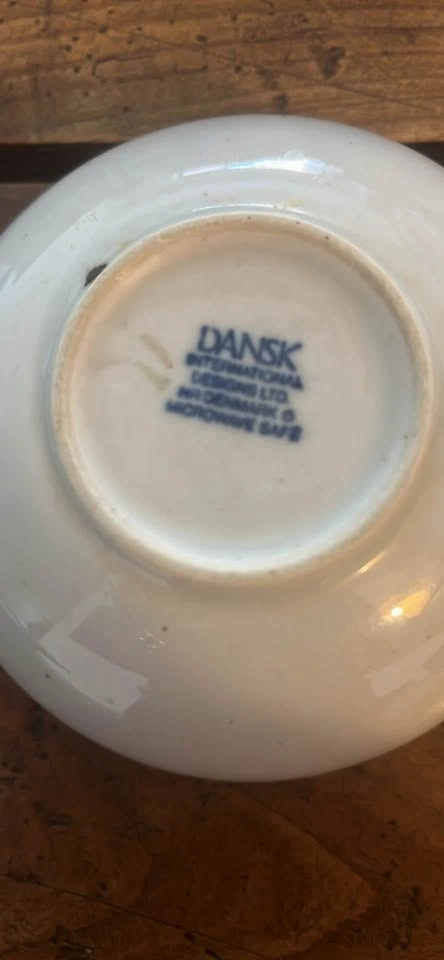 DANSK
INTERNATIONAL
DESIGNS LTD.
DENMARK ©
MICROWAVE SAFE